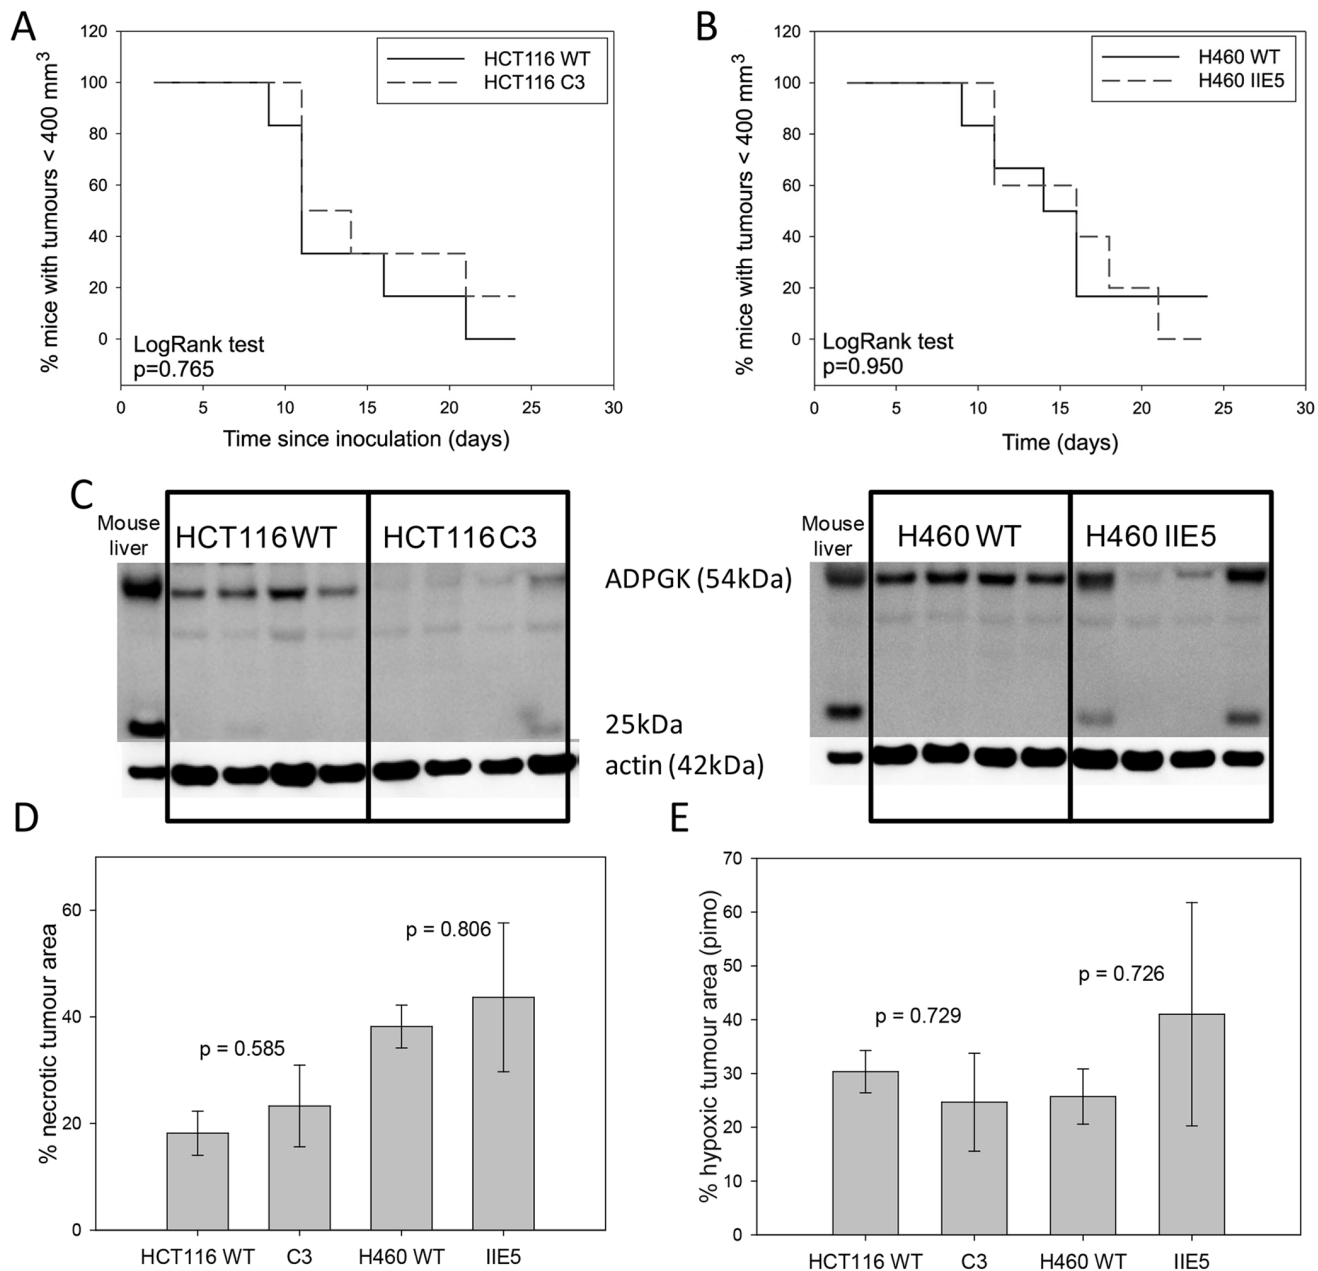 A
120
100
80
60
40
20
0
% mice with tumours < 400 mm3
HCT116 WT
HCT116 C3
LogRank test
p=0.765
0 5 10 15 20 25 30
Time since inoculation (days)
B
120
100
80
60
40
20
0
% mice with tumours < 400 mm3
H460 WT
H460 IIE5
LogRank test
p=0.950
0 5 10 15 20 25 30
Time (days)
C
Mouse
liver
HCT116 WT
HCT116 C3
ADPGK (54kDa)
25kDa
actin (42kDa)
Mouse
liver
H460 WT
H460 IIE5
D
60
40
20
0
% necrotic tumour area
p = 0.585
p = 0.806
HCT116 WT C3 H460 WT IIE5
E
70
60
50
40
30
20
10
0
% hypoxic tumour area (pimo)
p = 0.729
p = 0.726
HCT116 WT C3 H460 WT IIE5